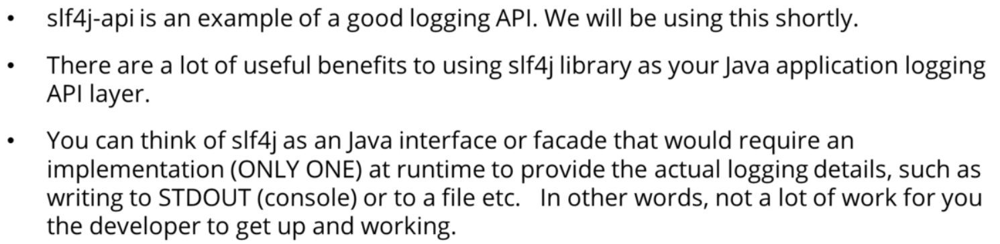 • slf4j-api is an example of a good logging API. We will be using this shortly.
• There are a lot of useful benefits to using slf4j library as your Java application logging
API layer.
• You can think of slf4j as an Java interface or facade that would require an
implementation (ONLY ONE) at runtime to provide the actual logging details, such as
writing to STDOUT (console) or to a file etc.   In other words, not a lot of work for you
the developer to get up and working.